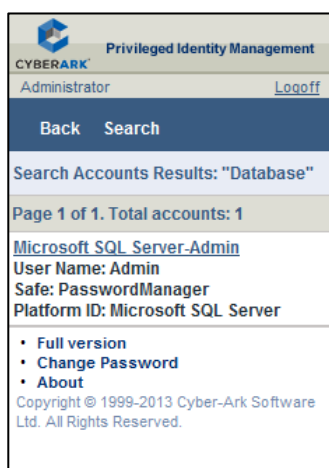 CYBERARK
Privileged Identity Management
Administrator Logoff
Back Search
Search Accounts Results: "Database"
Page 1 of 1. Total accounts: 1
Microsoft SQL Server-Admin
User Name: Admin
Safe: PasswordManager
Platform ID: Microsoft SQL Server
• Full version
• Change Password
• About
Copyright © 1999-2013 Cyber-Ark Software
Ltd. All Rights Reserved.